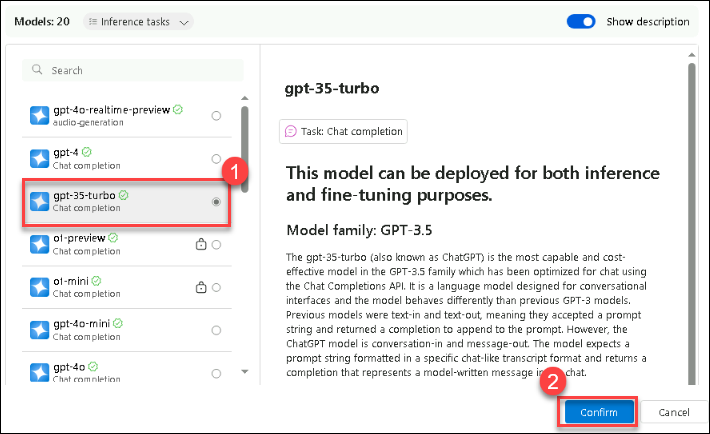 Models: 20
Inference tasks
Show description
Search
gpt-4o-realtime-preview
audio-generation
gpt-4
Chat completion
1
gpt-35-turbo
Chat completion
o1-preview
Chat completion
o1-mini
Chat completion
gpt-4o-mini
Chat completion
gpt-4o
Chat completion
gpt-35-turbo
Task: Chat completion
This model can be deployed for both inference
and fine-tuning purposes.
Model family: GPT-3.5
The gpt-35-turbo (also known as ChatGPT) is the most capable and cost-
effective model in the GPT-3.5 family which has been optimized for chat using
the Chat Completions API. It is a language model designed for conversational
interfaces and the model behaves differently than previous GPT-3 models.
Previous models were text-in and text-out, meaning they accepted a prompt
string and returned a completion to append to the prompt. However, the
ChatGPT model is conversation-in and message-out. The model expects a
prompt string formatted in a specific chat-like transcript format and returns a
completion that represents a model-written message in chat.
2
Confirm
Cancel